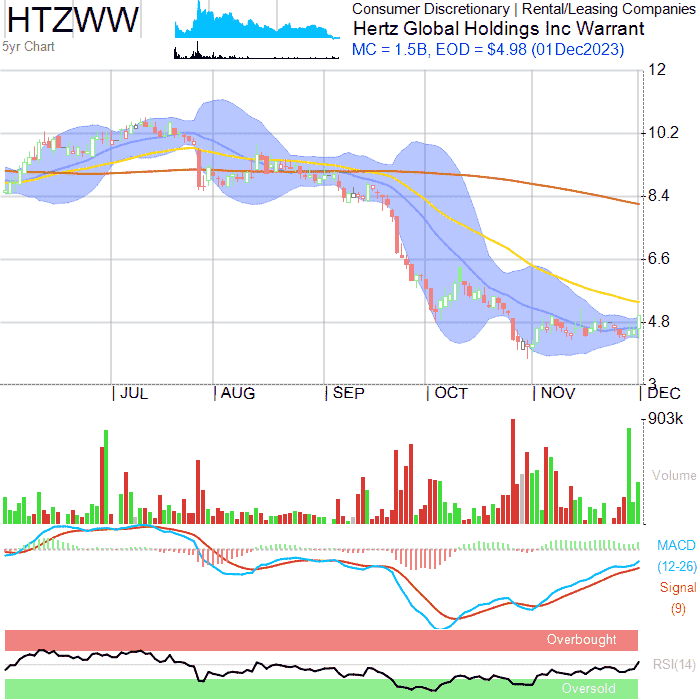 HTZWW
5yr Chart
Consumer Discretionary | Rental/Leasing Companies
Hertz Global Holdings Inc Warrant
MC = 1.5B, EOD = $4.98 (01Dec2023)
12
10.2
8.4
6.6
4.8
3
JUL AUG SEP OCT NOV DEC
903k
Volume
MACD
(12-26)
Signal
(9)
Overbought
RSI(14)
Oversold